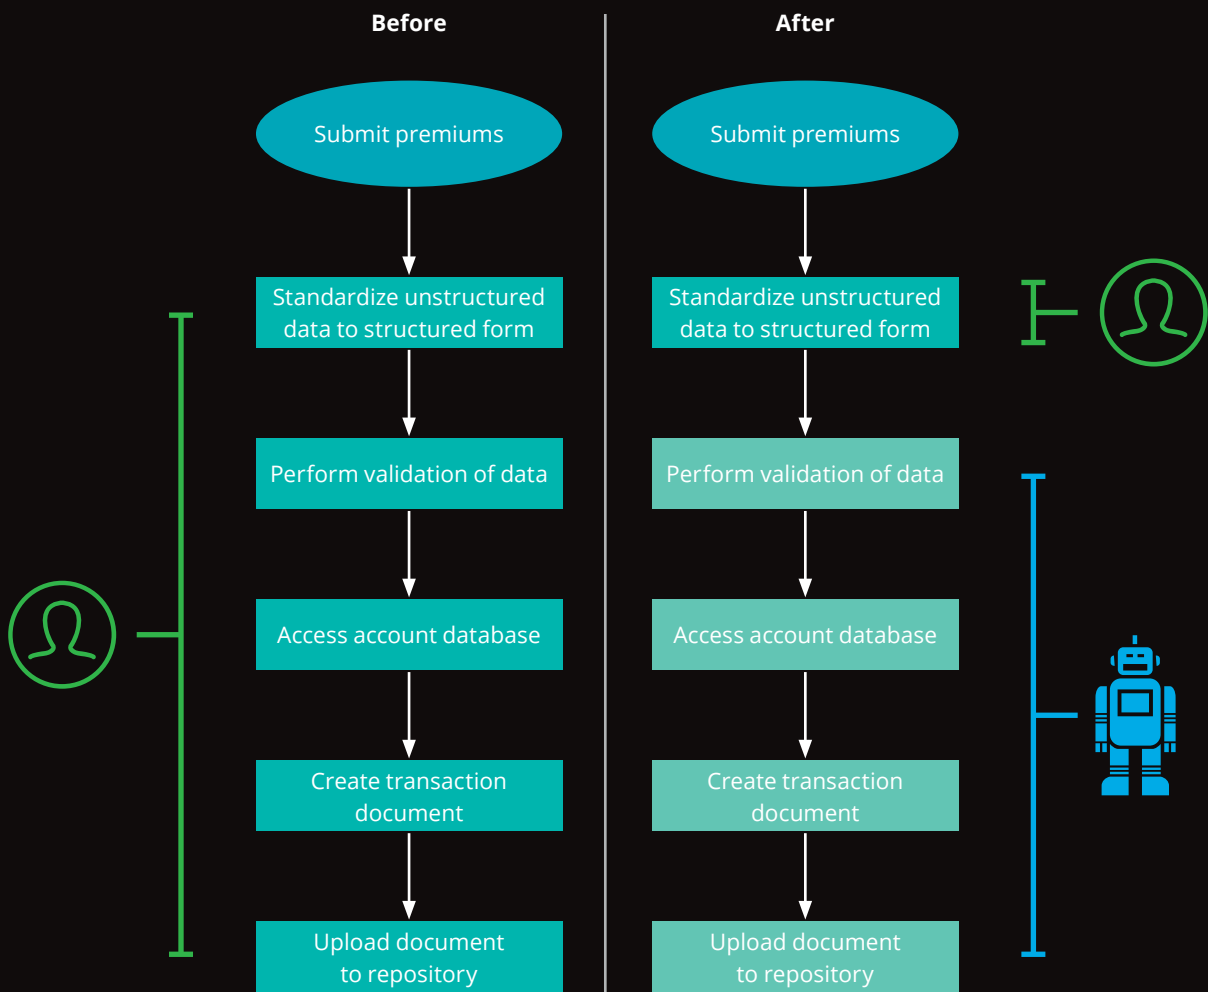 Before
Submit premiums
Standardize unstructured
data to structured form
Perform validation of data
Access account database
Create transaction
document
Upload document
to repository
After
Submit premiums
Standardize unstructured
data to structured form
Perform validation of data
Access account database
Create transaction
document
Upload document
to repository